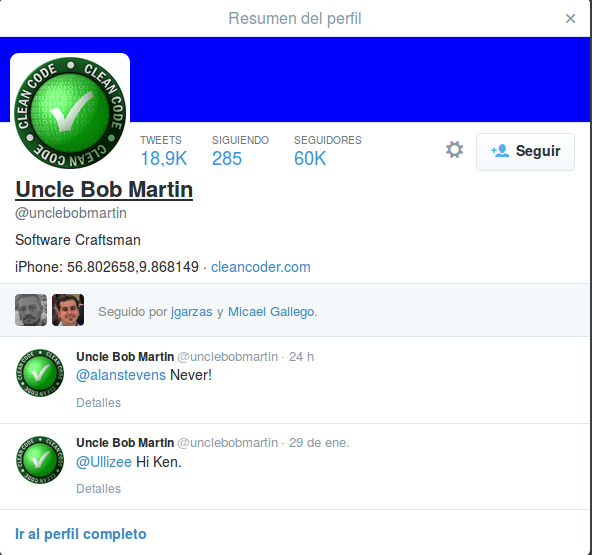 Resumen del perfil ×
CLEAN CODE • CLEAN CODE • CLEAN CODE •
TWEETS SIGUIENDO SEGUIDORES
18,9K 285 60K
Seguir
Uncle Bob Martin
@unclebobmartin
Software Craftsman
iPhone: 56.802658,9.868149 · cleancoder.com
Seguido por jgarzas y Micael Gallego.
Uncle Bob Martin @unclebobmartin · 24 h
@alanstevens Never!
Detalles
Uncle Bob Martin @unclebobmartin · 29 de ene.
@Ullizee Hi Ken.
Detalles
Ir al perfil completo